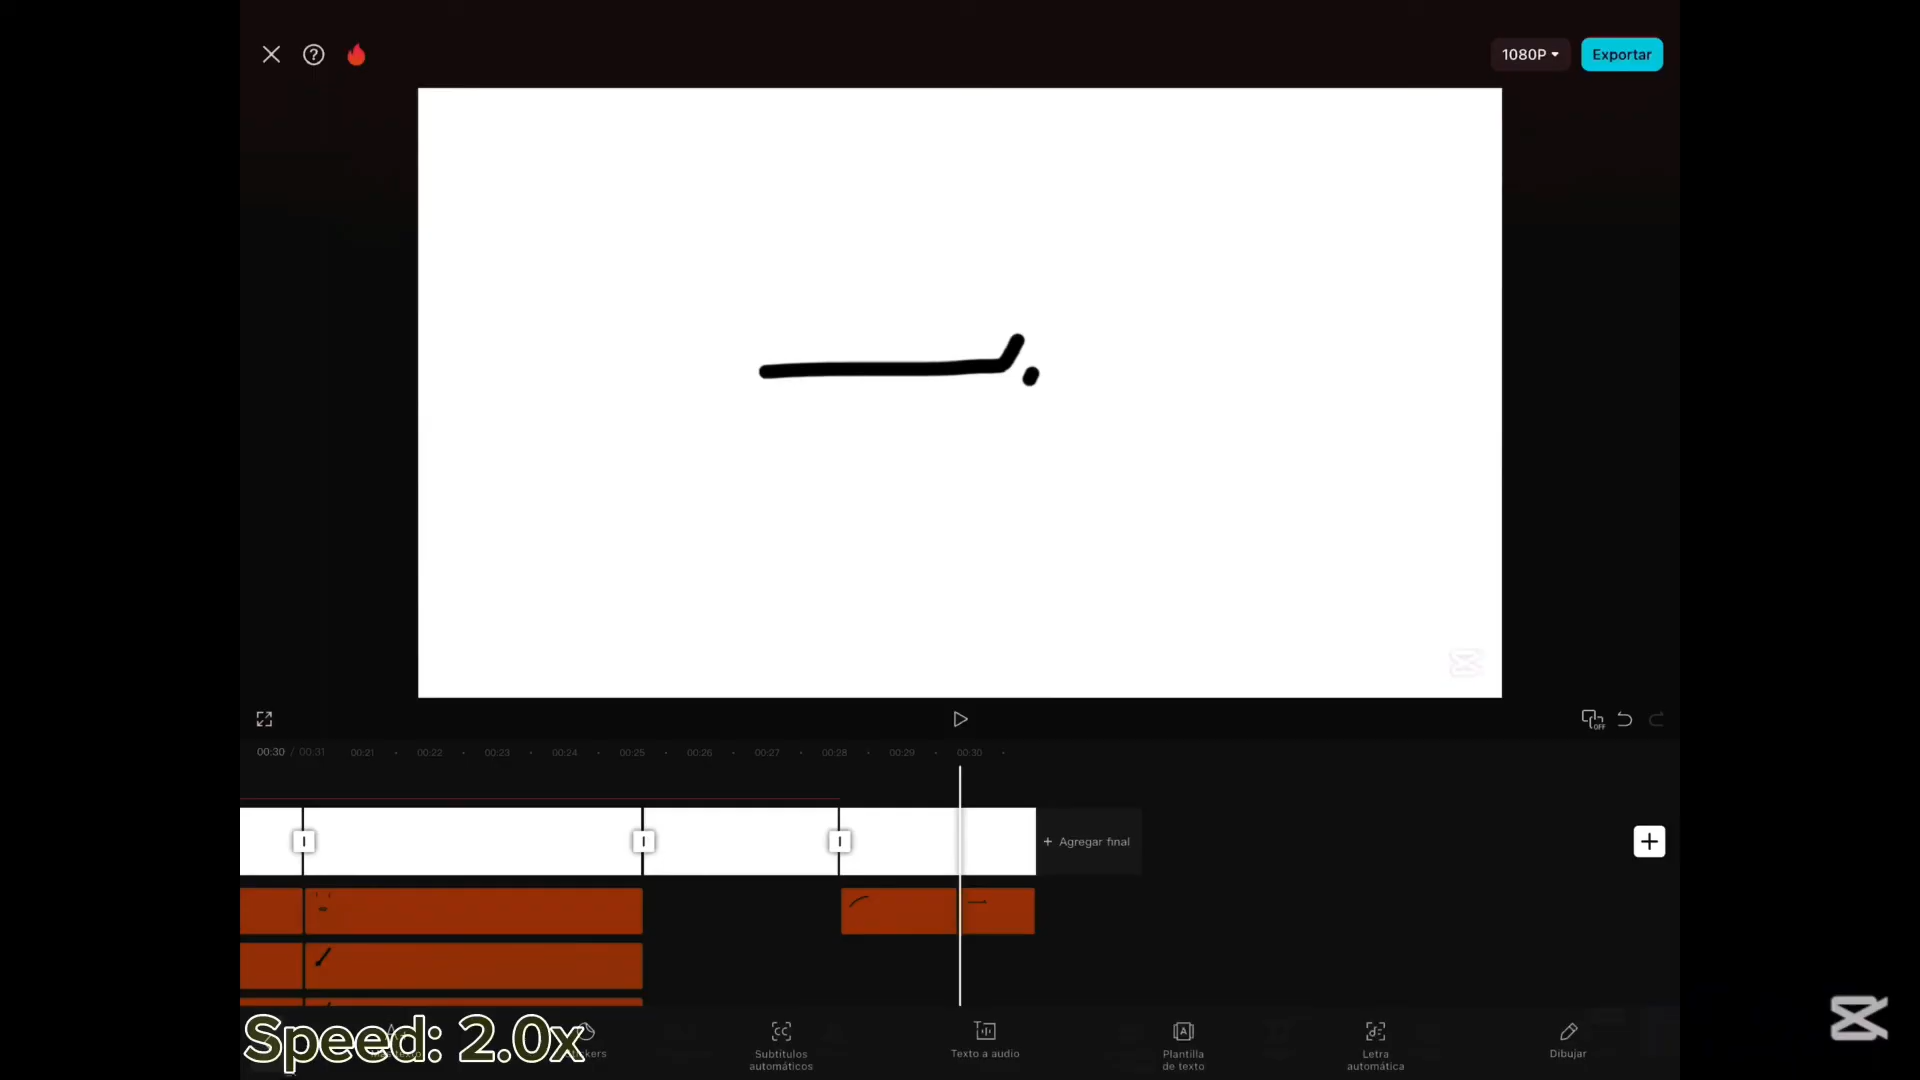 1080P
Exportar
00:30 / 00:31
00:21
00:22
00:23
00:24
00:25
00:26
00:27
00:28
00:29
00:30
+ Agregar final
Speed: 2.0x
Subtítulos
automáticos
Texto a audio
Plantilla
de texto
Letra
automática
Dibujar
OFF